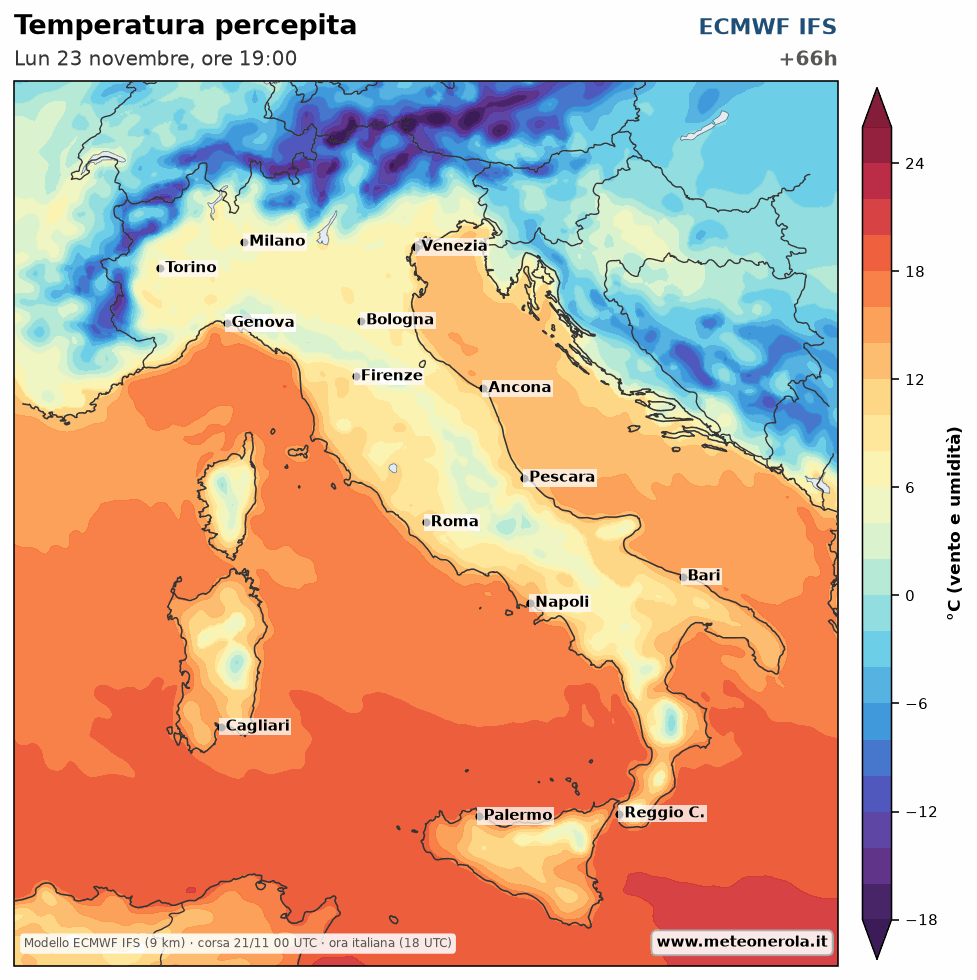 Temperatura percepita
ECMWF IFS
Lun 23 novembre, ore 19:00
+66h
Milano
Venezia
Torino
Genova
Bologna
Firenze
Ancona
Pescara
Roma
Bari
Napoli
Cagliari
Palermo
Reggio C.
24
18
12
6
0
−6
−12
−18
°C (vento e umidità)
Modello ECMWF IFS (9 km) · corsa 21/11 00 UTC · ora italiana (18 UTC)
www.meteonerola.it